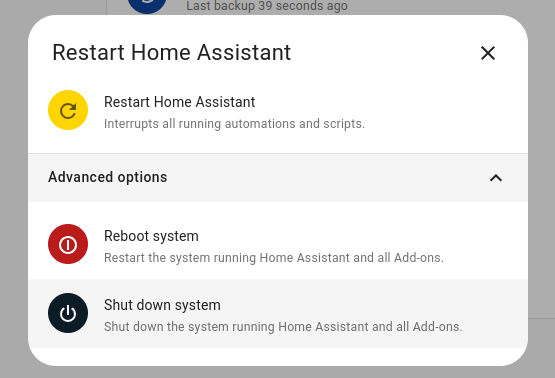 Last backup 39 seconds ago
Restart Home Assistant
Restart Home Assistant
Interrupts all running automations and scripts.
Advanced options
Reboot system
Restart the system running Home Assistant and all Add-ons.
Shut down system
Shut down the system running Home Assistant and all Add-ons.